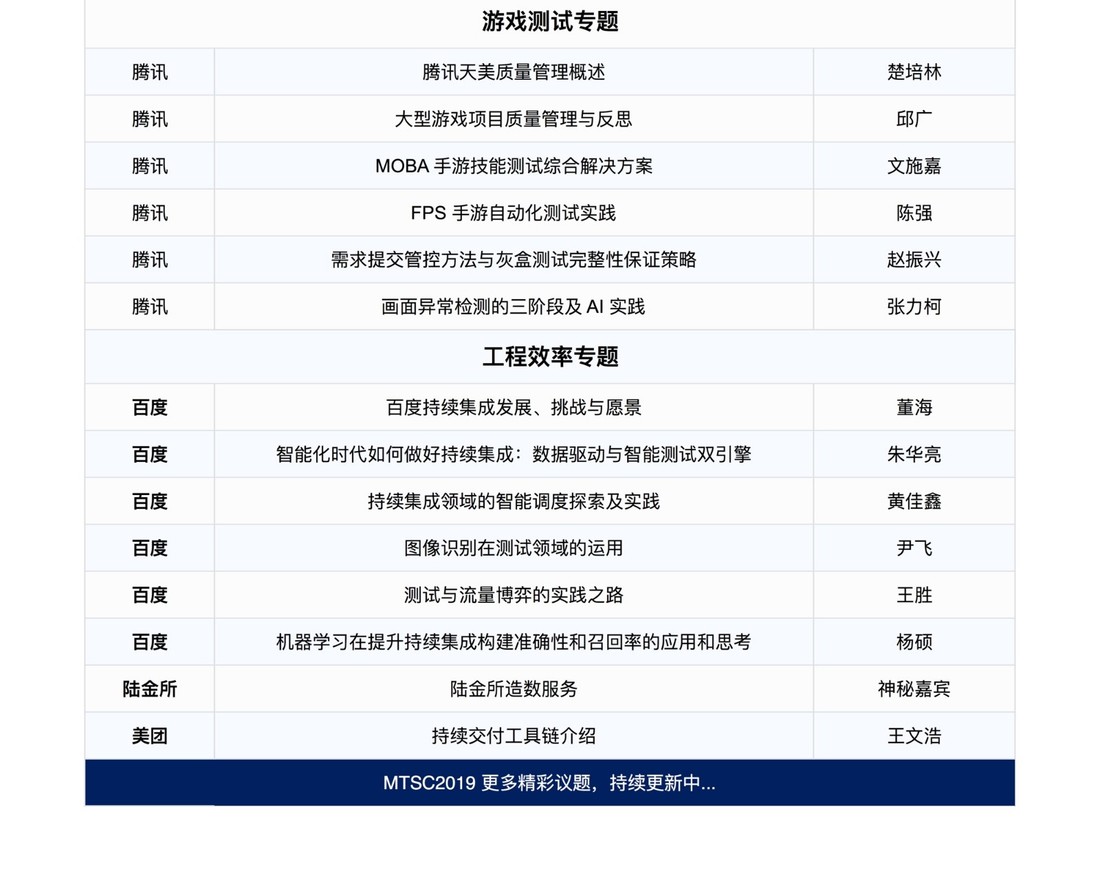 游戏测试专题
腾讯 腾讯天美质量管理概述 楚培林
腾讯 大型游戏项目质量管理与反思 邱广
腾讯 MOBA 手游技能测试综合解决方案 文施嘉
腾讯 FPS 手游自动化测试实践 陈强
腾讯 需求提交管控方法与灰盒测试完整性保证策略 赵振兴
腾讯 画面异常检测的三阶段及 AI 实践 张力柯
工程效率专题
百度 百度持续集成发展、挑战与愿景 董海
百度 智能化时代如何做好持续集成：数据驱动与智能测试双引擎 朱华亮
百度 持续集成领域的智能调度探索及实践 黄佳鑫
百度 图像识别在测试领域的运用 尹飞
百度 测试与流量博弈的实践之路 王胜
百度 机器学习在提升持续集成构建准确性和召回率的应用和思考 杨硕
陆金所 陆金所造数服务 神秘嘉宾
美团 持续交付工具链介绍 王文浩
MTSC2019 更多精彩议题，持续更新中...